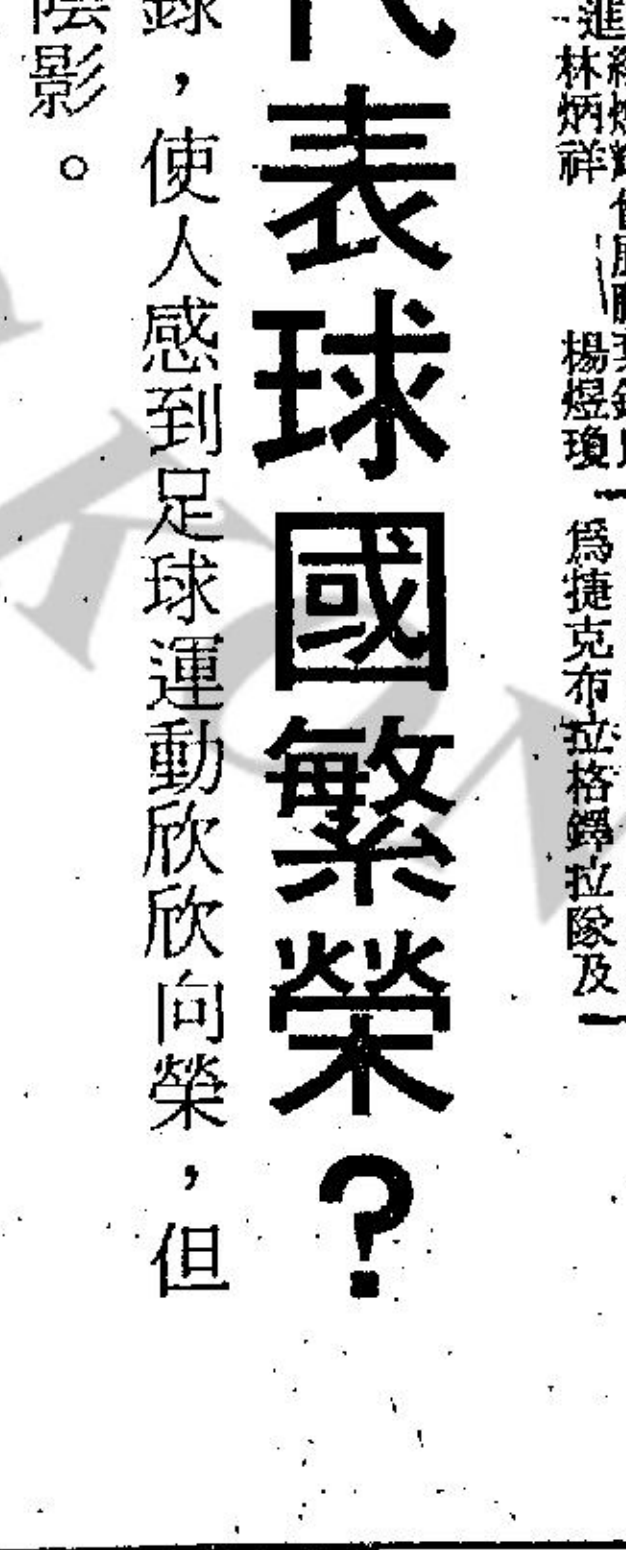 林炳祥
楊煜瓊
爲捷克布拉格鐸拉隊及
代表球國繁榮？
錄，使人感到足球運動欣欣向榮，但
陰影。